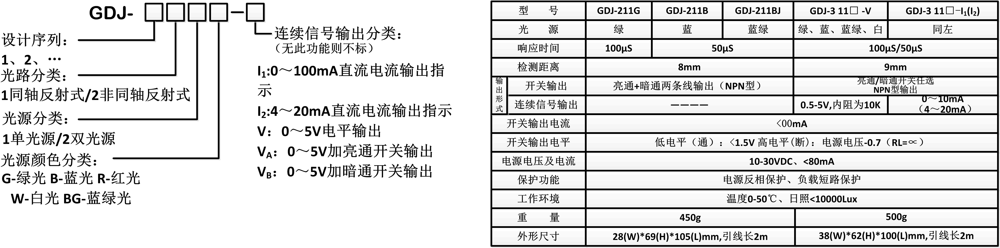 GDJ-□□□□－□
设计序列：
1、2、…
光路分类：
1同轴反射式/2非同轴反射式
光源分类：
1单光源/2双光源
光源颜色分类：
G-绿光 B-蓝光 R-红光
W-白光 BG-蓝绿光
连续信号输出分类：
（无此功能则不标）
I₁:0～100mA直流电流输出指
示
I₂:4～20mA直流电流输出指示
V：0～5V电平输出
V_A：0～5V加亮通开关输出
V_B：0～5V加暗通开关输出
型 号 GDJ-211G GDJ-211B GDJ-211BJ GDJ-3 11□ -V GDJ-3 11□－I₁(I₂)
光 源 绿 蓝 蓝绿 绿、蓝、蓝绿、白 同左
响应时间 100μS 50μS 100μS/50μS
检测距离 8mm 9mm
输出形式 开关输出 亮通+暗通两条线输出（NPN型） 亮通/暗通开关任选
NPN型输出
连续信号输出 ———— 0.5-5V,内阻为10K 0～10mA
（4～20mA）
开关输出电流 <00mA
开关输出电平 低电平（通）：<1.5V 高电平(断)：电源电压-0.7（RL=∝）
电源电压及电流 10-30VDC、<80mA
保护功能 电源反相保护、负载短路保护
工作环境 温度0-50℃、日照<10000Lux
重 量 450g 500g
外形尺寸 28(W)*69(H)*105(L)mm,引线长2m 38(W)*62(H)*100(L)mm,引线长2m